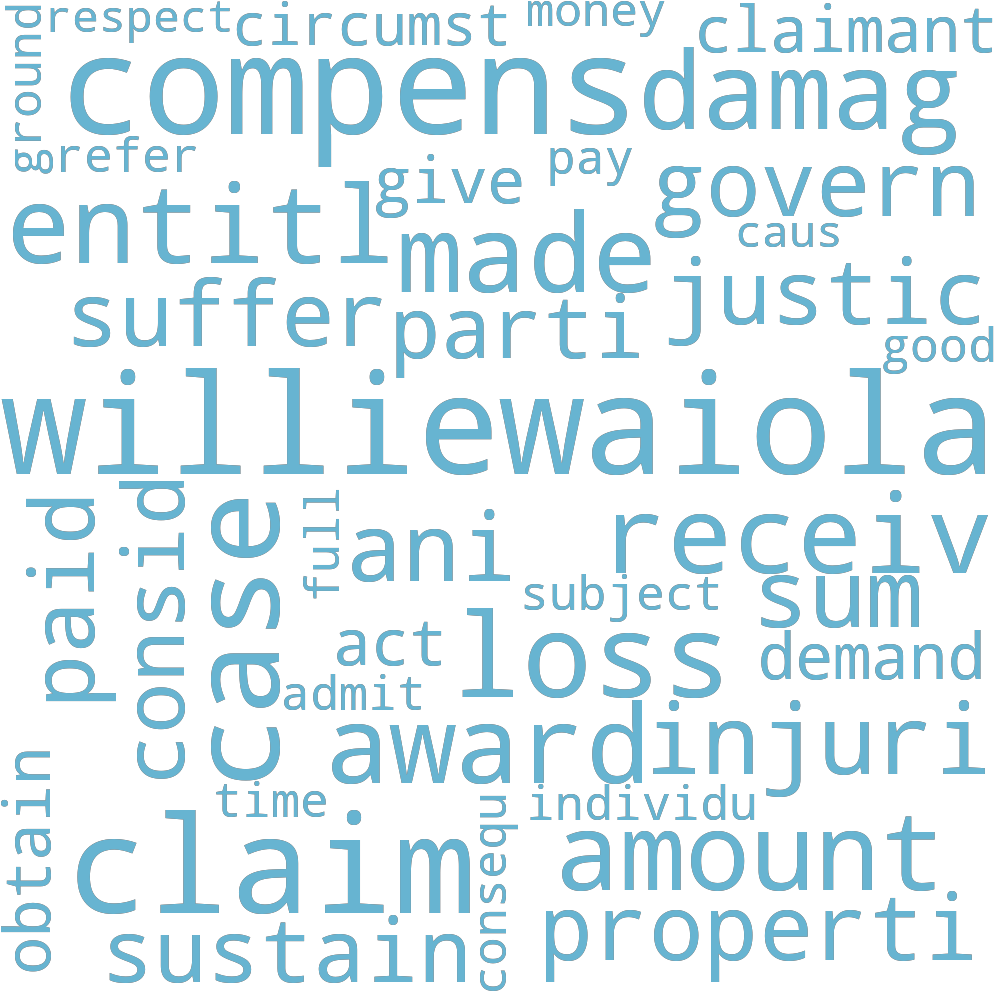 respect
circumst
money
claimant
ground
compens
damag
refer
give
pay
govern
entitl
made
caus
suffer
parti
justic
good
williewaiola
paid
consid
case
full
ani
receiv
subject
sum
act
loss
demand
admit
award
injuri
obtain
time
individu
claim
consequ
amount
sustain
properti